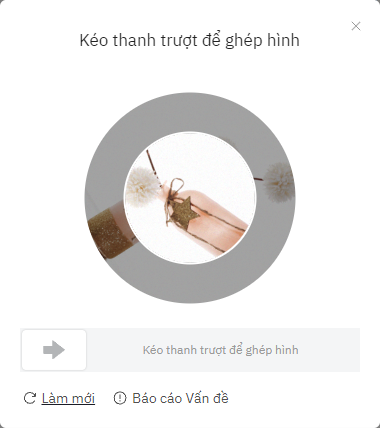 Kéo thanh trượt để ghép hình
Kéo thanh trượt để ghép hình
Làm mới
Báo cáo Vấn đề